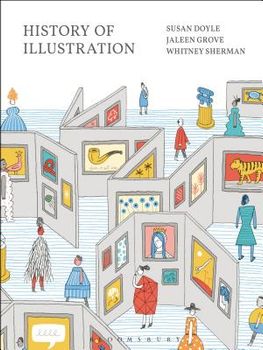 HISTORY OF
ILLUSTRATION
SUSAN DOYLE
JALEEN GROVE
WHITNEY SHERMAN
BLOOMSBURY